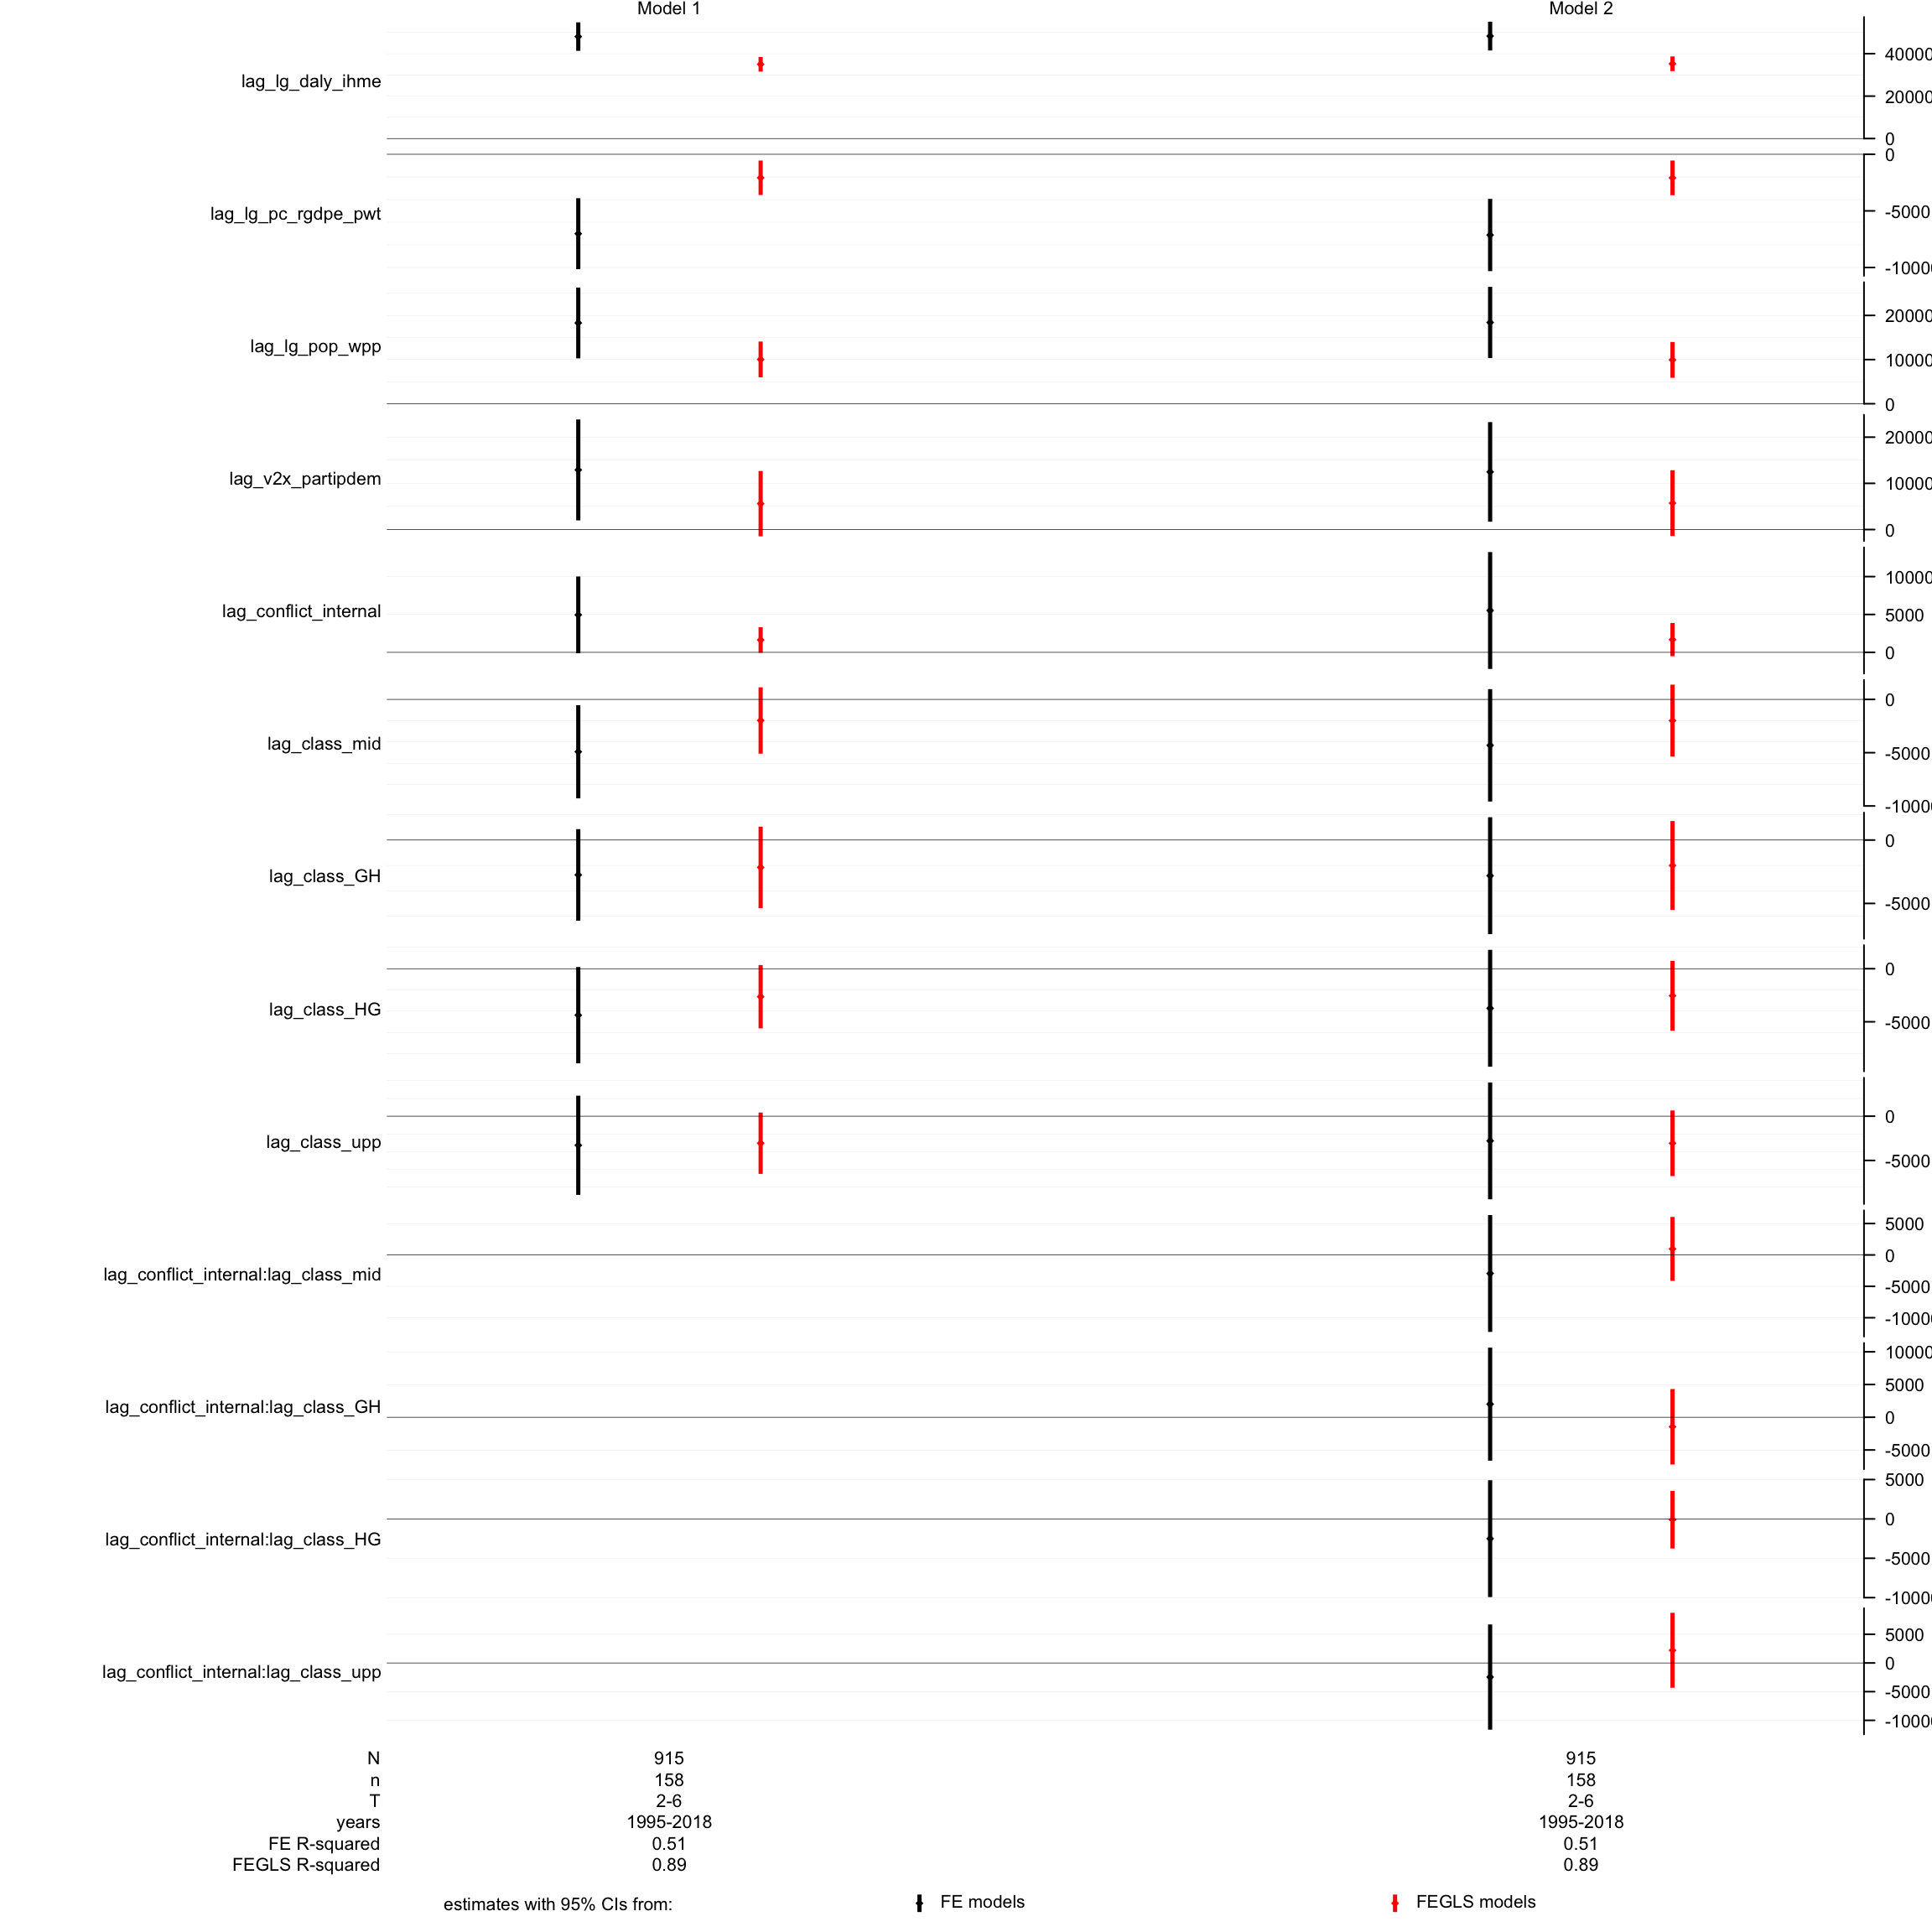 Model 1 Model 2
40000
lag_lg_daly_ihme
20000
0
0
lag_lg_pc_rgdpe_pwt
-5000
-10000
20000
lag_lg_pop_wpp
10000
0
20000
lag_v2x_partipdem
10000
0
10000
lag_conflict_internal
5000
0
0
lag_class_mid
-5000
-10000
0
lag_class_GH
-5000
0
lag_class_HG
-5000
0
lag_class_upp
-5000
5000
0
lag_conflict_internal:lag_class_mid
-5000
-10000
10000
5000
lag_conflict_internal:lag_class_GH
0
-5000
5000
0
lag_conflict_internal:lag_class_HG
-5000
-10000
5000
0
lag_conflict_internal:lag_class_upp
-5000
-10000
N 915 915
n 158 158
T 2-6 2-6
years 1995-2018 1995-2018
FE R-squared 0.51 0.51
FEGLS R-squared 0.89 0.89
estimates with 95% CIs from: FE models FEGLS models